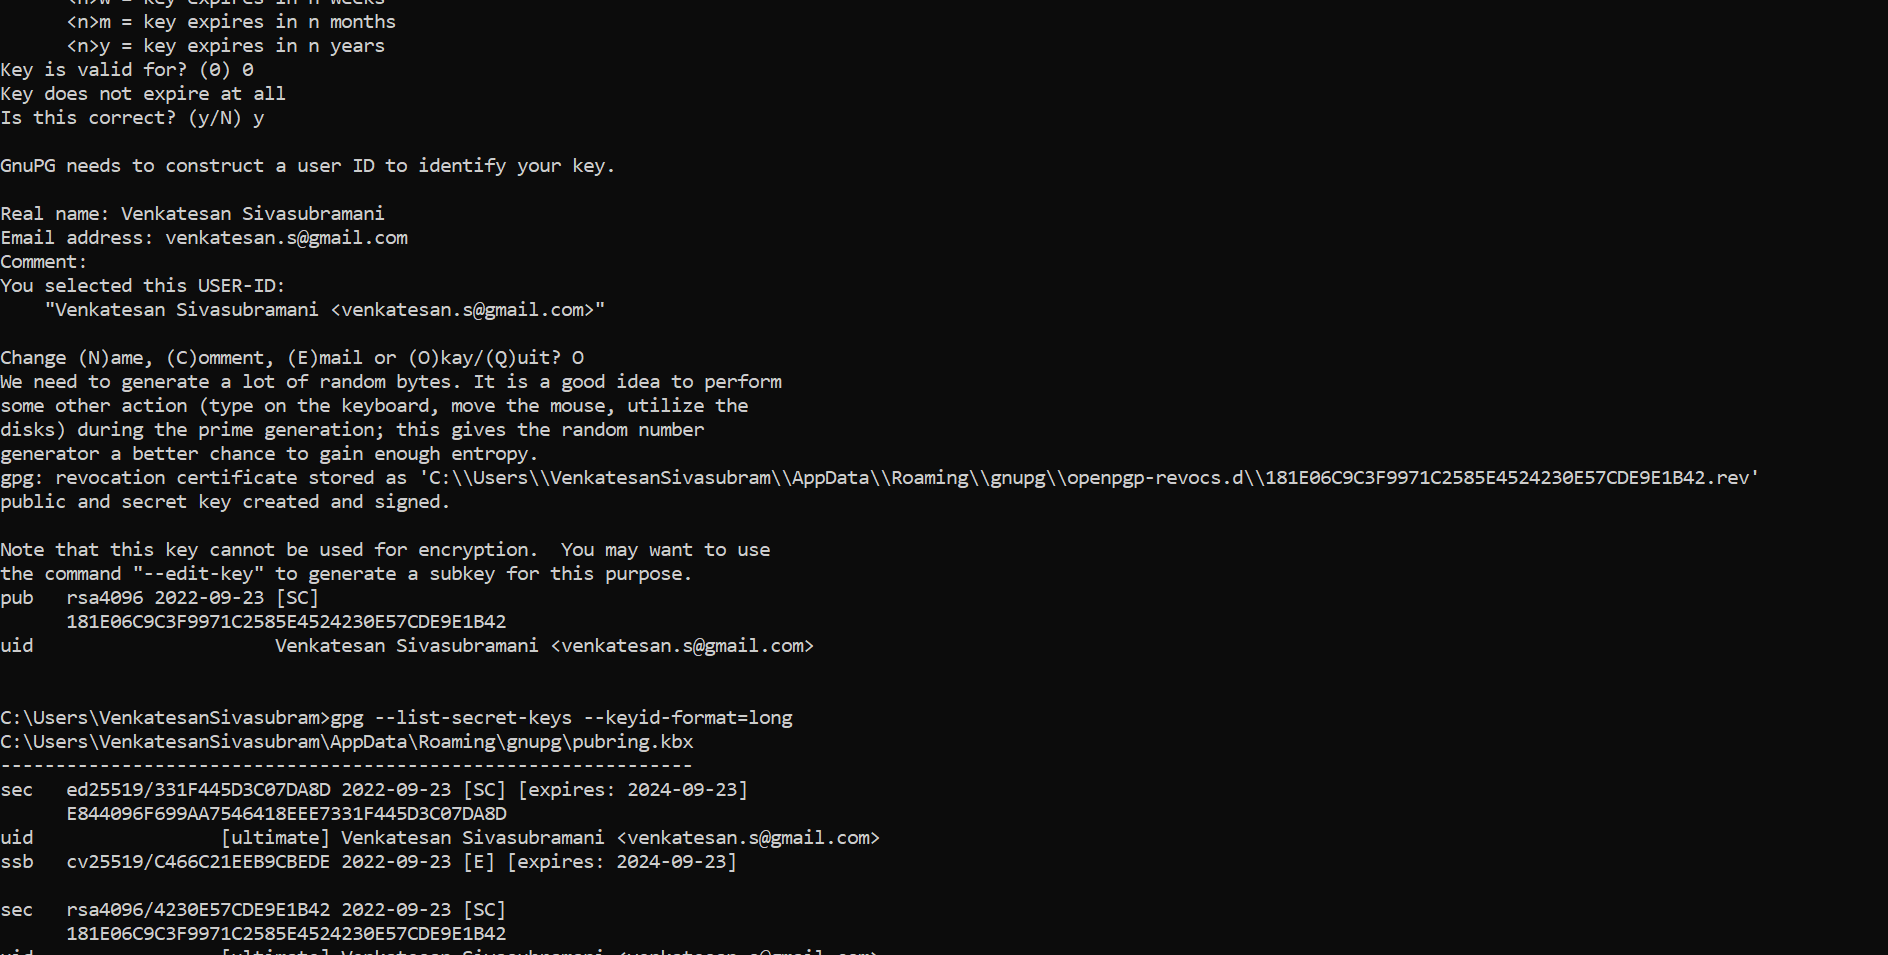 <n>w = key expires in n weeks
<n>m = key expires in n months
<n>y = key expires in n years
Key is valid for? (0) 0
Key does not expire at all
Is this correct? (y/N) y
GnuPG needs to construct a user ID to identify your key.
Real name: Venkatesan Sivasubramani
Email address: venkatesan.s@gmail.com
Comment:
You selected this USER-ID:
"Venkatesan Sivasubramani <venkatesan.s@gmail.com>"
Change (N)ame, (C)omment, (E)mail or (O)kay/(Q)uit? O
We need to generate a lot of random bytes. It is a good idea to perform
some other action (type on the keyboard, move the mouse, utilize the
disks) during the prime generation; this gives the random number
generator a better chance to gain enough entropy.
gpg: revocation certificate stored as 'C:\\Users\\VenkatesanSivasubram\\AppData\\Roaming\\gnupg\\openpgp-revocs.d\\181E06C9C3F9971C2585E4524230E57CDE9E1B42.rev'
public and secret key created and signed.
Note that this key cannot be used for encryption.  You may want to use
the command "--edit-key" to generate a subkey for this purpose.
pub   rsa4096 2022-09-23 [SC]
181E06C9C3F9971C2585E4524230E57CDE9E1B42
uid                      Venkatesan Sivasubramani <venkatesan.s@gmail.com>
C:\Users\VenkatesanSivasubram>gpg --list-secret-keys --keyid-format=long
C:\Users\VenkatesanSivasubram\AppData\Roaming\gnupg\pubring.kbx
---------------------------------------------------------------
sec   ed25519/331F445D3C07DA8D 2022-09-23 [SC] [expires: 2024-09-23]
E844096F699AA7546418EEE7331F445D3C07DA8D
uid                 [ultimate] Venkatesan Sivasubramani <venkatesan.s@gmail.com>
ssb   cv25519/C466C21EEB9CBEDE 2022-09-23 [E] [expires: 2024-09-23]
sec   rsa4096/4230E57CDE9E1B42 2022-09-23 [SC]
181E06C9C3F9971C2585E4524230E57CDE9E1B42
uid                 [ultimate] Venkatesan Sivasubramani <venkatesan.s@gmail.com>